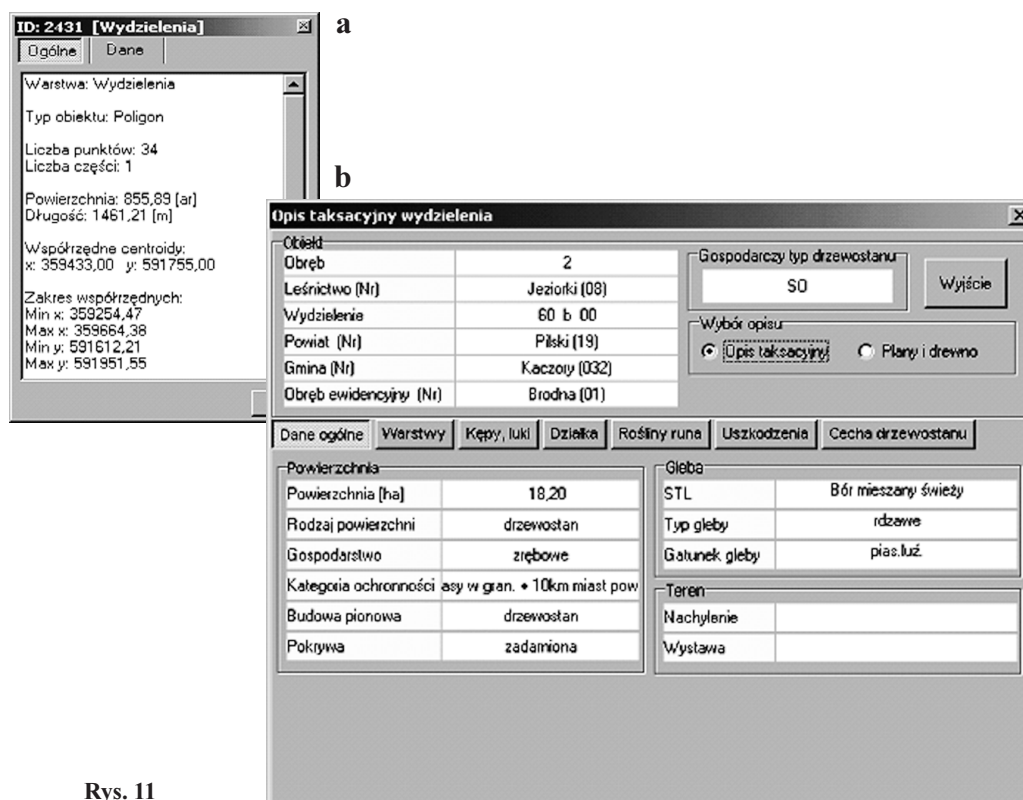 ID: 2431 [Wydzielenia]
a
Ogólne Dane
Warstwa: Wydzielenia
Typ obiektu: Poligon
Liczba punktów: 34
Liczba części: 1
Powierzchnia: 855,89 [ar]
Długość: 1461,21 [m]
Współrzędne centroidy:
x: 359433,00 y: 591755,00
Zakres współrzędnych:
Min x: 359254,47
Max x: 359664,38
Min y: 591612,21
Max y: 591951,55
b
Opis taksacyjny wydzielenia
Obiekt
Obręb 2
Leśnictwo (Nr) Jeziorki (08)
Wydzielenie 60 b 00
Powiat (Nr) Pilski (19)
Gmina (Nr) Kaczory (032)
Obręb ewidencyjny (Nr) Brodna (01)
Gospodarczy typ drzewostanu
SO
Wyjście
Wybór opisu
Opis taksacyjny Plany i drewno
Dane ogólne Warstwy Kępy, luki Działka Rośliny runa Uszkodzenia Cecha drzewostanu
Powierzchnia
Powierzchnia [ha] 18,20
Rodzaj powierzchni drzewostan
Gospodarstwo zrębowe
Kategoria ochronności asy w gran. + 10km miast pow
Budowa pionowa drzewostan
Pokrywa zadarniona
Gleba
STL Bór mieszany świeży
Typ gleby rdzawe
Gatunek gleby pias.luź.
Teren
Nachylenie
Wystawa
Rys. 11